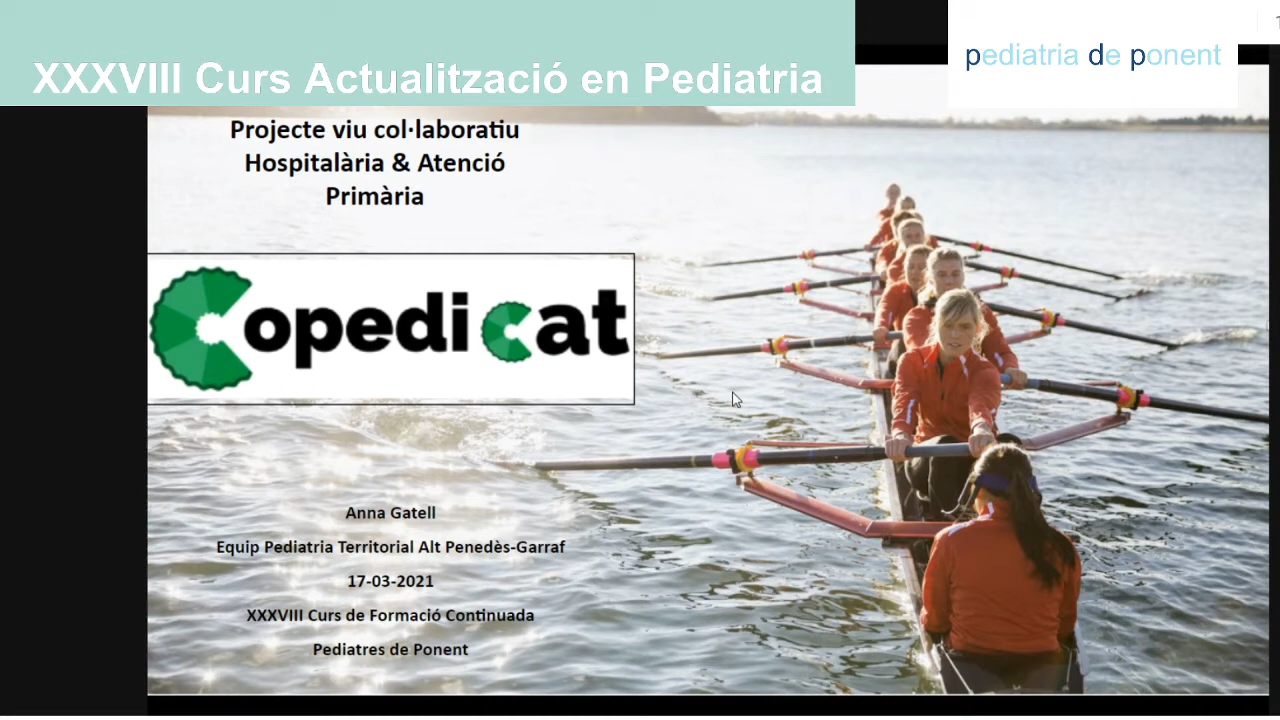 XXXVIII Curs Actualització en Pediatria
pediatria de ponent
Projecte viu col·laboratiu
Hospitalària & Atenció
Primària
Copedicat
Anna Gatell
Equip Pediatria Territorial Alt Penedès-Garraf
17-03-2021
XXXVIII Curs de Formació Continuada
Pediatres de Ponent